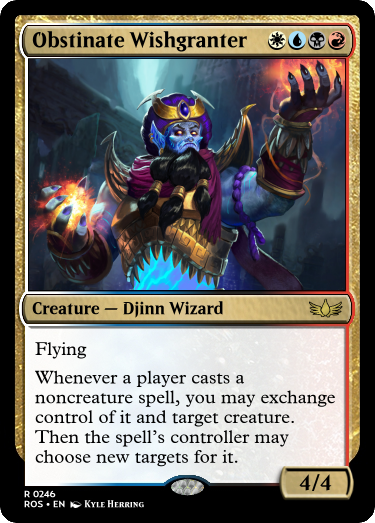 Obstinate Wishgranter
Creature — Djinn Wizard
Flying
Whenever a player casts a
noncreature spell, you may exchange
control of it and target creature.
Then the spell's controller may
choose new targets for it.
4/4
R 0246
ROS • EN Kyle Herring